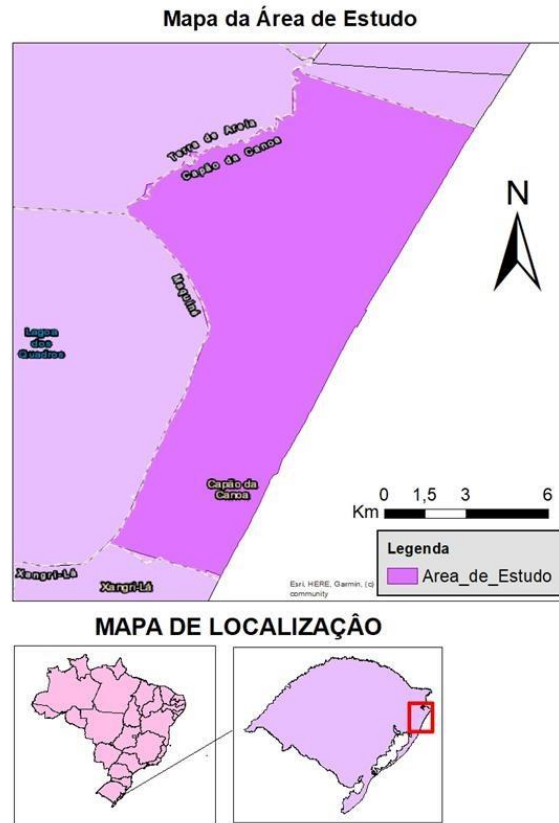 Mapa da Área de Estudo
Terra de Areia
Capão da Canoa
Maquiné
Lagoa
dos
Quadros
N
Capão da
Canoa
0 1,5 3 6
Km
Legenda
Area_de_Estudo
Xangri-Lá
Xangri-Lá
Esri, HERE, Garmin, (c)
community
MAPA DE LOCALIZAÇÂO